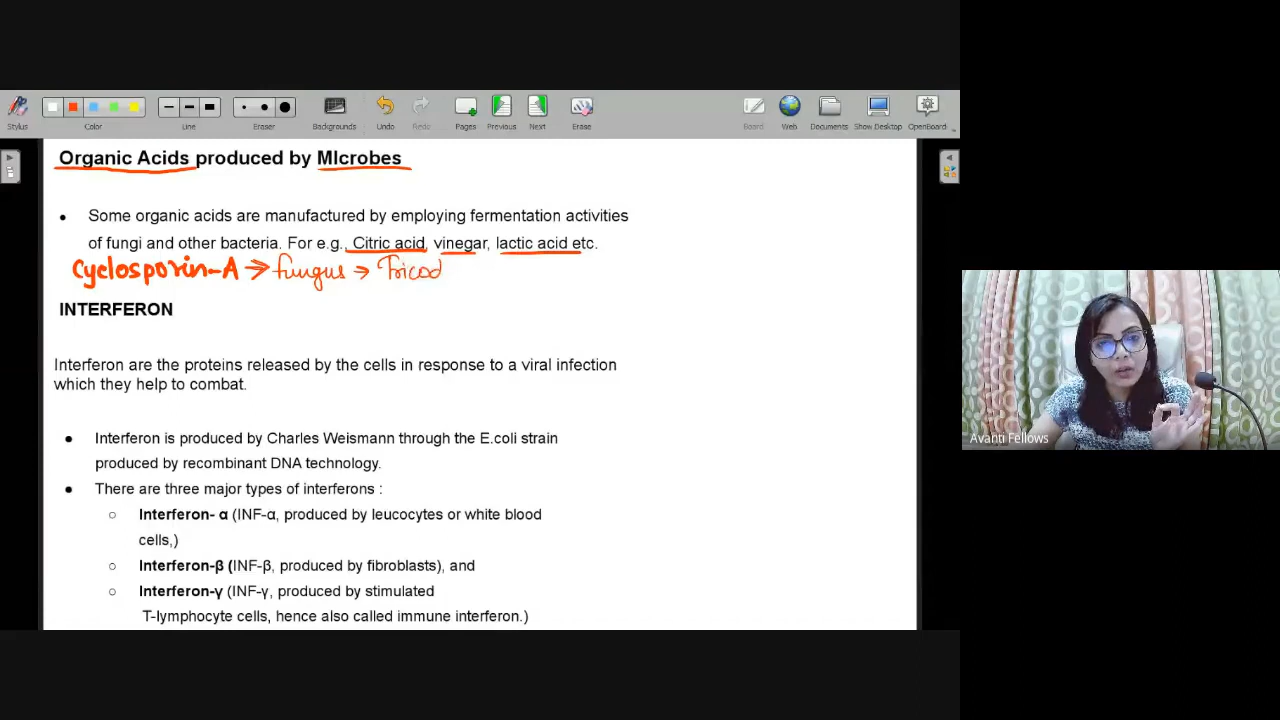 Stylus
Color
Line
Eraser
Backgrounds
Undo
Redo
Pages
Previous
Next
Erase
Board
Web
Documents
Show Desktop
OpenBoard
Organic Acids produced by MIcrobes
• Some organic acids are manufactured by employing fermentation activities
of fungi and other bacteria. For e.g., Citric acid, vinegar, lactic acid etc.
Cyclosporin-A → fungus → Tricod
INTERFERON
Interferon are the proteins released by the cells in response to a viral infection
which they help to combat.
• Interferon is produced by Charles Weismann through the E.coli strain
produced by recombinant DNA technology.
• There are three major types of interferons :
○ Interferon- α (INF-α, produced by leucocytes or white blood
cells,)
○ Interferon-β (INF-β, produced by fibroblasts), and
○ Interferon-γ (INF-γ, produced by stimulated
T-lymphocyte cells, hence also called immune interferon.)
Avanti Fellows